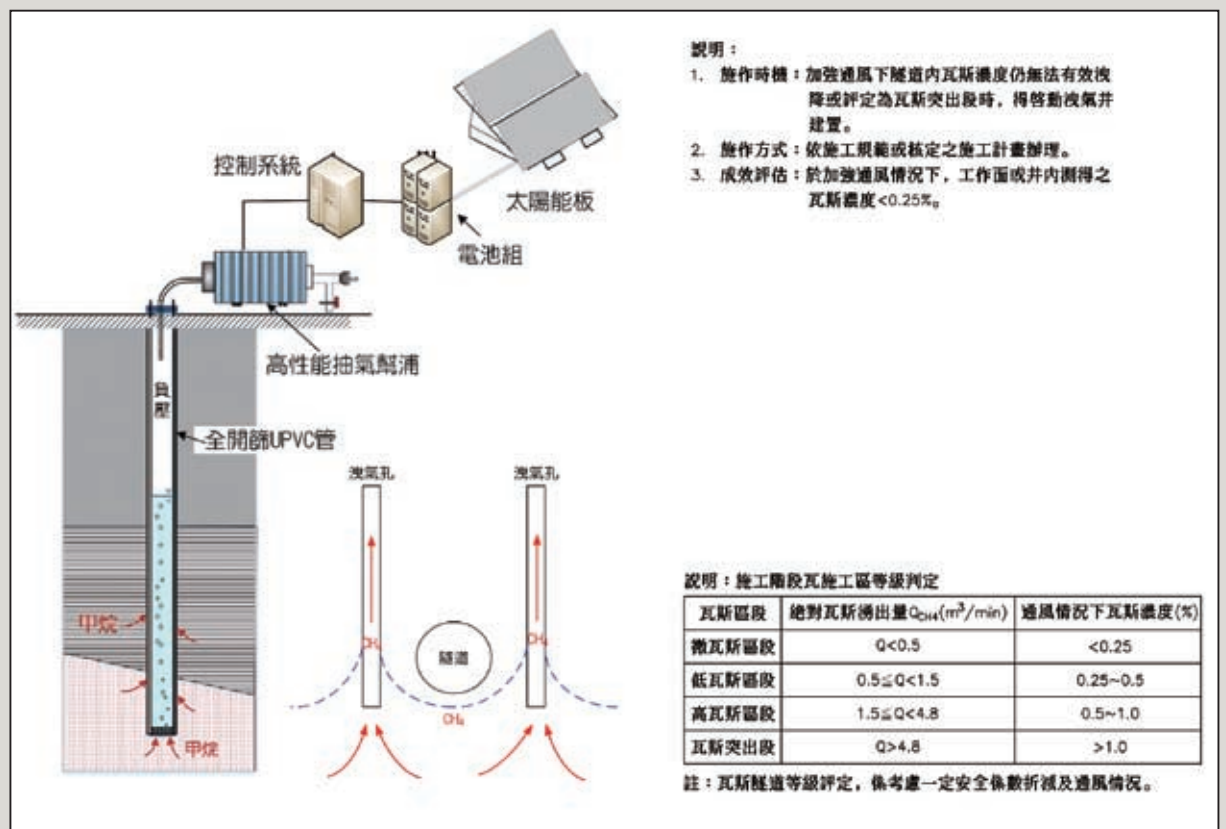 說明：
1. 施作時機：加強通風下隧道內瓦斯濃度仍無法有效洩
降或評定為瓦斯突出段時，得啓動洩氣井
建置。
2. 施作方式：依施工規範或核定之施工計畫辦理。
3. 成效評估：於加強通風情況下，工作面或井內測得之
瓦斯濃度<0.25%。
控制系統
太陽能板
電池組
高性能抽氣幫浦
負壓
全開篩UPVC管
甲烷
甲烷
洩氣孔
洩氣孔
CH₄
CH₄
隧道
CH₄
說明：施工階段瓦施工區等級判定
瓦斯區段 絕對瓦斯湧出量QCH4(m³/min) 通風情況下瓦斯濃度(%)
微瓦斯區段 Q<0.5 <0.25
低瓦斯區段 0.5≦Q<1.5 0.25~0.5
高瓦斯區段 1.5≦Q<4.8 0.5~1.0
瓦斯突出段 Q>4.8 >1.0
註：瓦斯隧道等級評定，係考慮一定安全係數折減及通風情況。